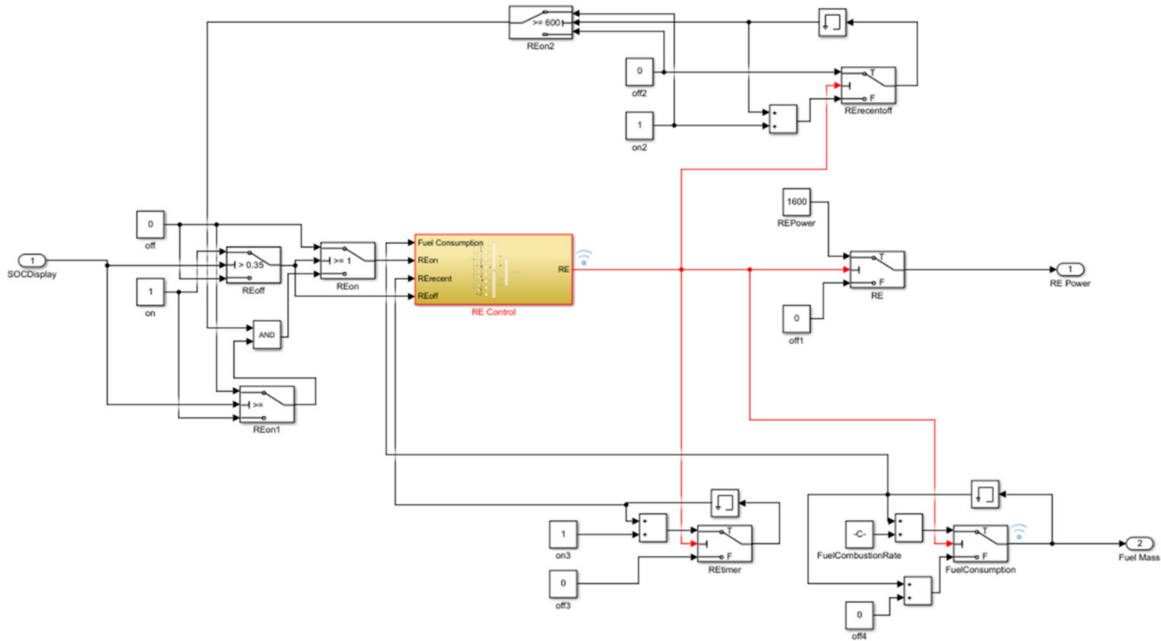 >= 600
REon2
0
off2
1
on2
T
F
RErecentoff
1600
REPower
0
off
1
SOCDisplay
> 0.35
REoff
1
on
>= 1
REon
Fuel Consumption
REon
RErecent
REoff
RE
RE Control
T
F
RE
1
RE Power
0
off1
AND
>=
REon1
1
on3
0
off3
T
F
REtimer
-C-
FuelCombustionRate
T
F
FuelConsumption
2
Fuel Mass
0
off4